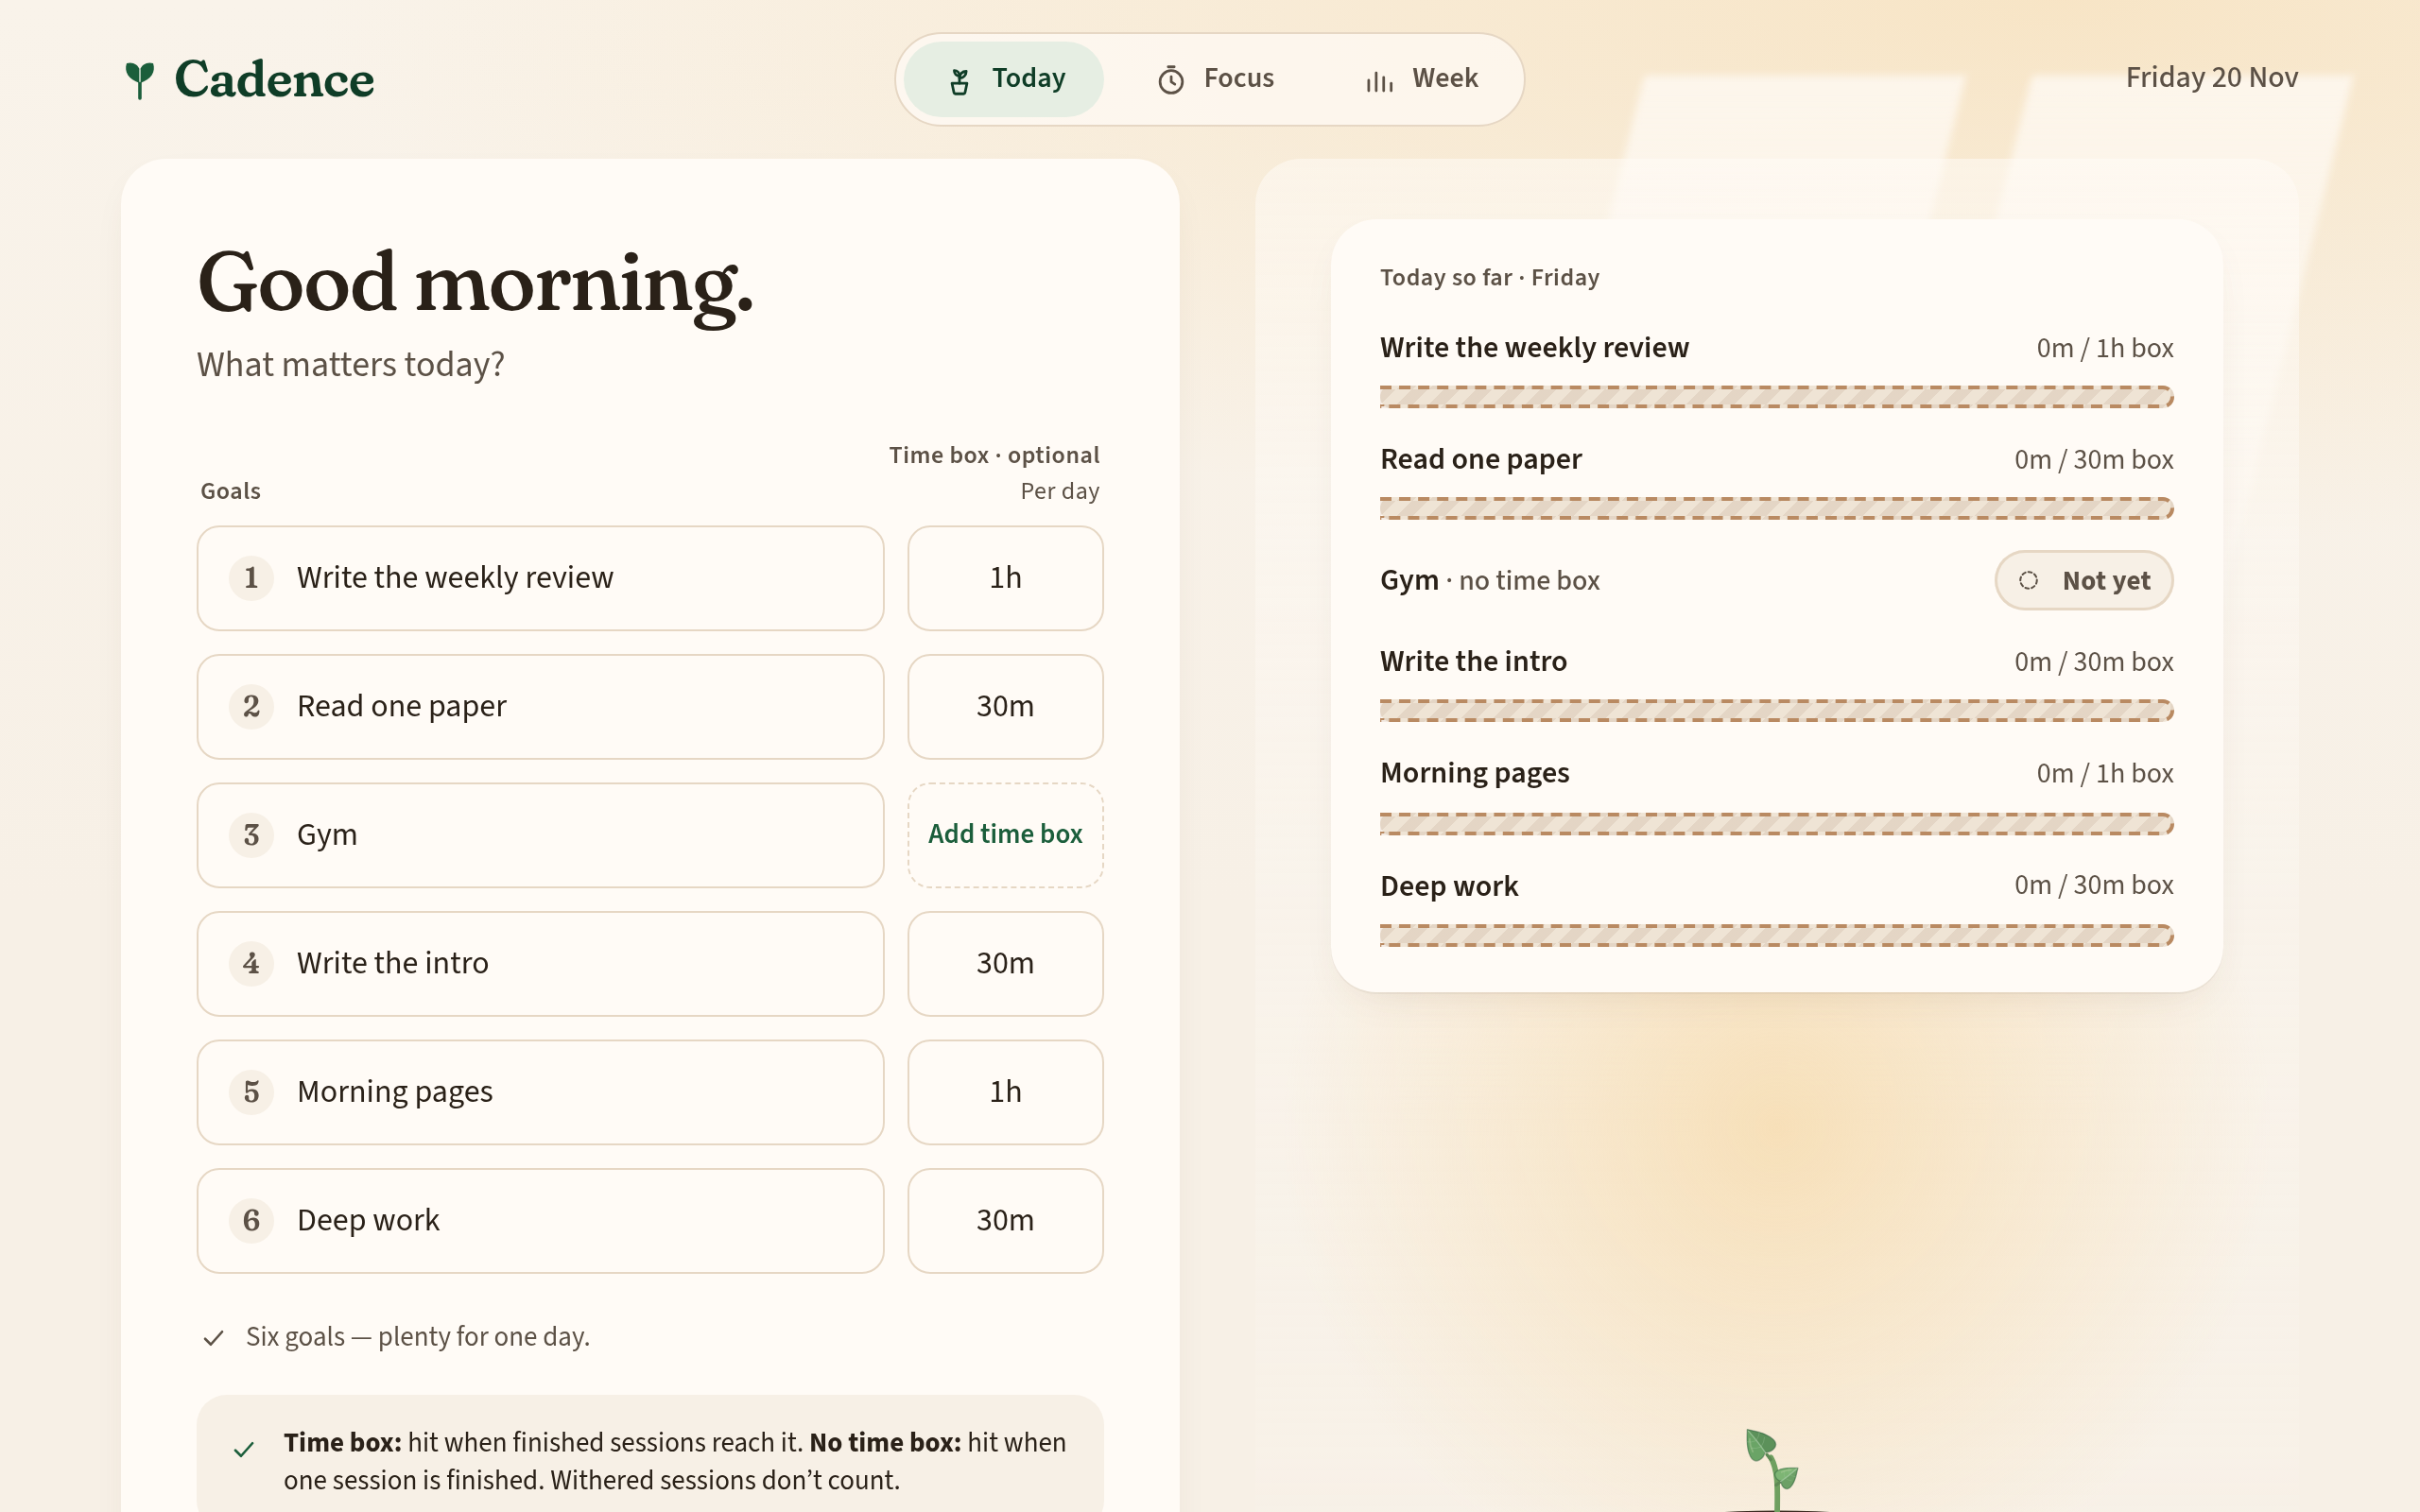 Cadence
Today
Focus
Week
Friday 20 Nov
Good morning.
What matters today?
Time box · optional
Goals
Per day
1 Write the weekly review
1h
2 Read one paper
30m
3 Gym
Add time box
4 Write the intro
30m
5 Morning pages
1h
6 Deep work
30m
Six goals — plenty for one day.
Time box: hit when finished sessions reach it. No time box: hit when
one session is finished. Withered sessions don’t count.
Today so far · Friday
Write the weekly review
0m / 1h box
Read one paper
0m / 30m box
Gym · no time box
Not yet
Write the intro
0m / 30m box
Morning pages
0m / 1h box
Deep work
0m / 30m box